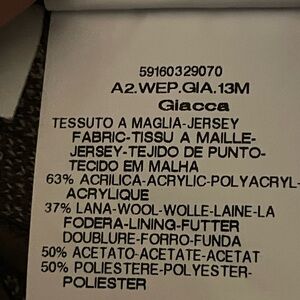 59160329070
A2.WEP.GIA.13M
Giacca
TESSUTO A MAGLIA-JERSEY
FABRIC-TISSU A MAILLE-
JERSEY-TEJIDO DE PUNTO-
TECIDO EM MALHA
63% ACRILICA-ACRYLIC-POLYACRYL-
ACRYLIQUE
37% LANA-WOOL-WOLLE-LAINE-LA
FODERA-LINING-FUTTER
DOUBLURE-FORRO-FUNDA
50% ACETATO-ACETATE-ACETAT
50% POLIESTERE-POLYESTER-
POLIESTER